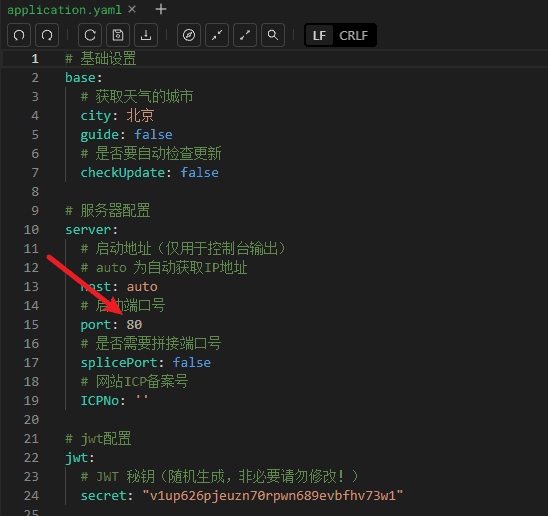 application.yaml
LF CRLF
1 # 基础设置
2 base:
3 # 获取天气的城市
4 city: 北京
5 guide: false
6 # 是否要自动检查更新
7 checkUpdate: false
8
9 # 服务器配置
10 server:
11 # 启动地址（仅用于控制台输出）
12 # auto 为自动获取IP地址
13 host: auto
14 # 启动端口号
15 port: 80
16 # 是否需要拼接端口号
17 splicePort: false
18 # 网站ICP备案号
19 ICPNo: ''
20
21 # jwt配置
22 jwt:
23 # JWT 秘钥（随机生成，非必要请勿修改！）
24 secret: "v1up626pjeuzn70rpwn689evbfhv73w1"
25